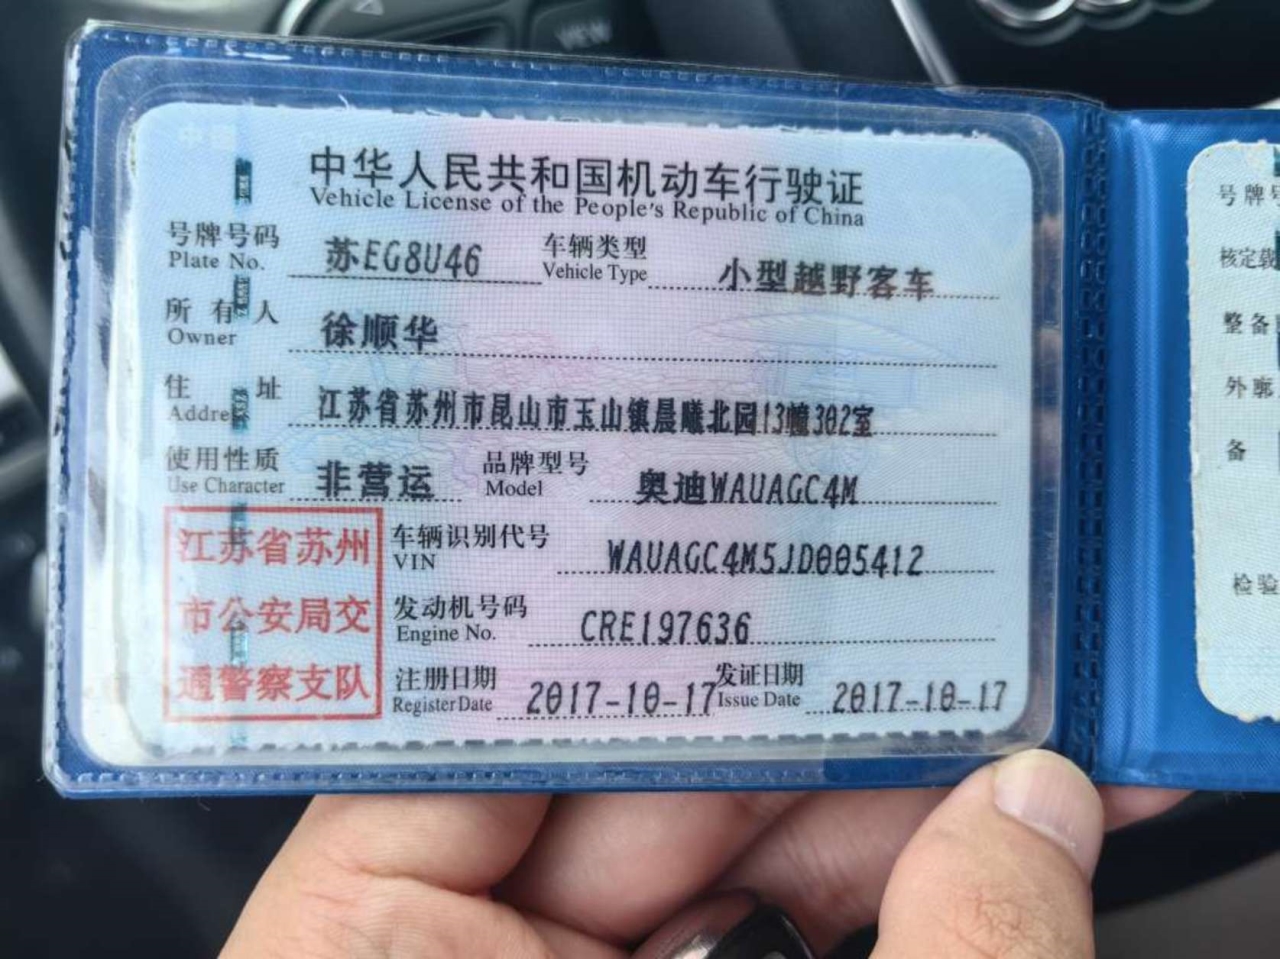 VIEW
中华人民共和国机动车行驶证
Vehicle License of the People's Republic of China
号牌号码 苏EG8U46 车辆类型 小型越野客车
Plate No. Vehicle Type
所有人 徐顺华
Owner
住址 江苏省苏州市昆山市玉山镇晨曦北园13幢302室
Addre
使用性质 非营运 品牌型号 奥迪WAUAGC4M
Use Character Model
江苏省苏州
市公安局交
通警察支队
车辆识别代号 WAUAGC4M5JD005412
VIN
发动机号码 CRE197636
Engine No.
注册日期 2017-10-17 发证日期 2017-10-17
Register Date Issue Date
号牌号
核定载
整备
外廓
备
检验